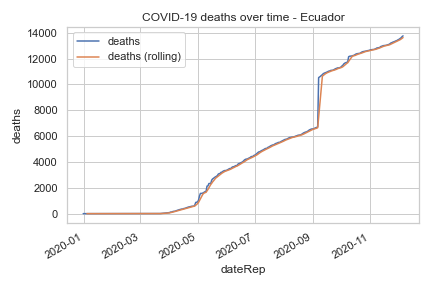 COVID-19 deaths over time - Ecuador
deaths
deaths (rolling)
14000
12000
10000
8000
6000
4000
2000
0
deaths
2020-01
2020-03
2020-05
2020-07
2020-09
2020-11
dateRep